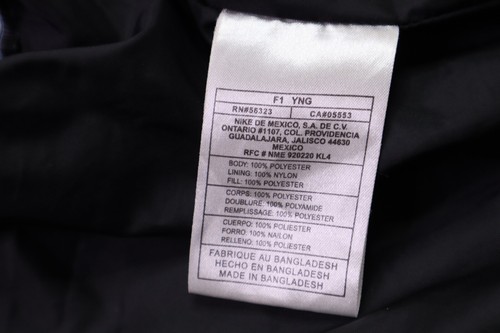 F1 YNG
RN#56323 CA#05553
NIKE DE MEXICO, S.A. DE C.V.
ONTARIO #1107, COL. PROVIDENCIA
GUADALAJARA, JALISCO 44630
MEXICO
RFC # NME 920220 KL4
BODY: 100% POLYESTER
LINING: 100% NYLON
FILL: 100% POLYESTER
CORPS: 100% POLYESTER
DOUBLURE: 100% POLYAMIDE
REMPLISSAGE: 100% POLYESTER
CUERPO: 100% POLIESTER
FORRO: 100% NAILON
RELLENO: 100% POLIESTER
FABRIQUE AU BANGLADESH
HECHO EN BANGLADESH
MADE IN BANGLADESH